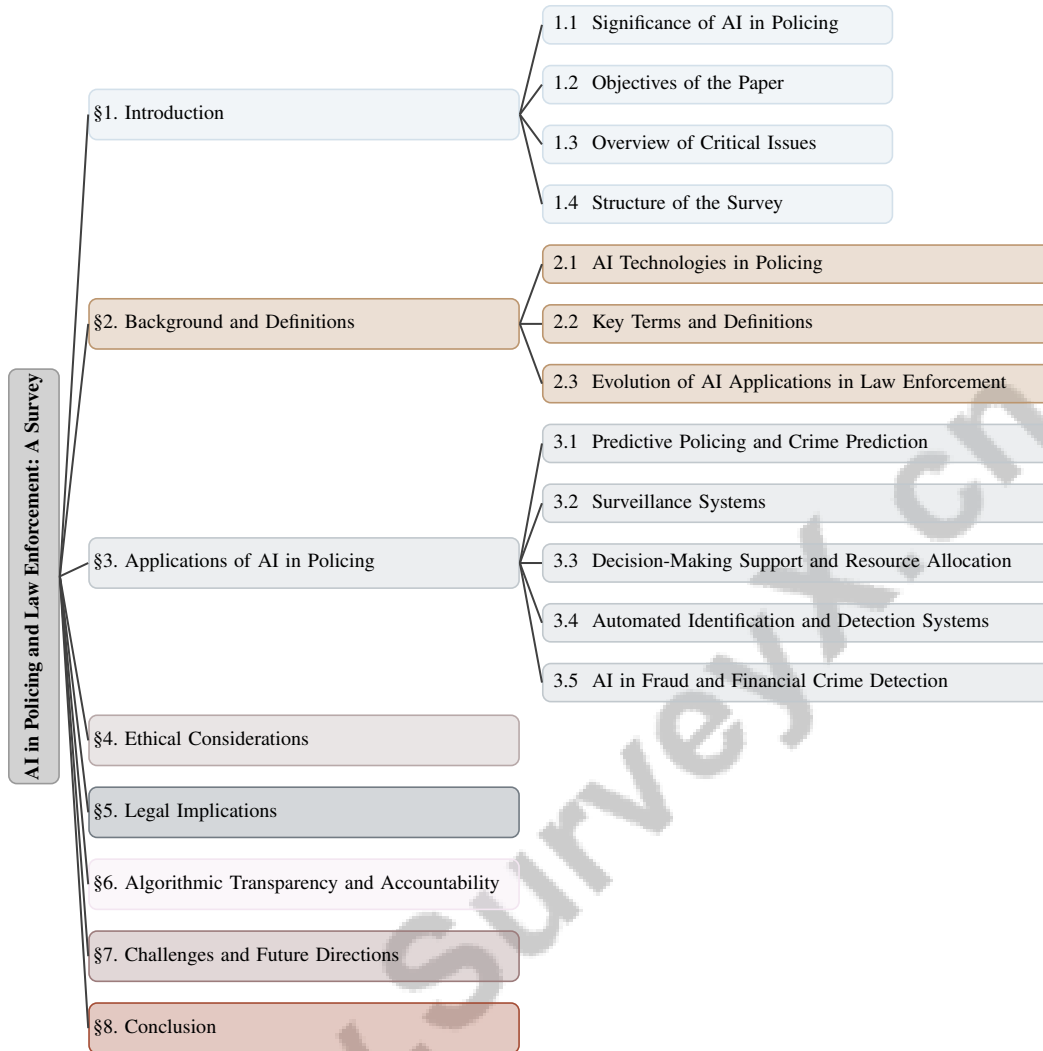 AI in Policing and Law Enforcement: A Survey
§1. Introduction
1.1 Significance of AI in Policing
1.2 Objectives of the Paper
1.3 Overview of Critical Issues
1.4 Structure of the Survey
§2. Background and Definitions
2.1 AI Technologies in Policing
2.2 Key Terms and Definitions
2.3 Evolution of AI Applications in Law Enforcement
§3. Applications of AI in Policing
3.1 Predictive Policing and Crime Prediction
3.2 Surveillance Systems
3.3 Decision-Making Support and Resource Allocation
3.4 Automated Identification and Detection Systems
3.5 AI in Fraud and Financial Crime Detection
§4. Ethical Considerations
§5. Legal Implications
§6. Algorithmic Transparency and Accountability
§7. Challenges and Future Directions
§8. Conclusion
.surveyx.cn